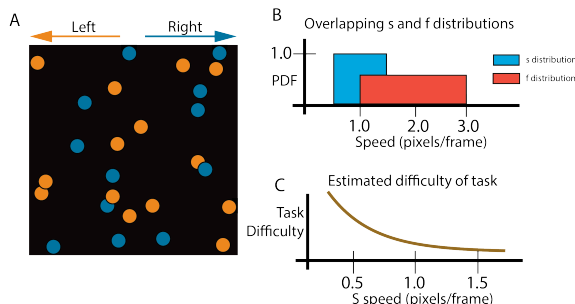 A
Left
Right
B
Overlapping s and f distributions
1.0
PDF
s distribution
f distribution
1.0
2.0
3.0
Speed (pixels/frame)
C
Estimated difficulty of task
Task
Difficulty
0.5
1.0
1.5
S speed (pixels/frame)